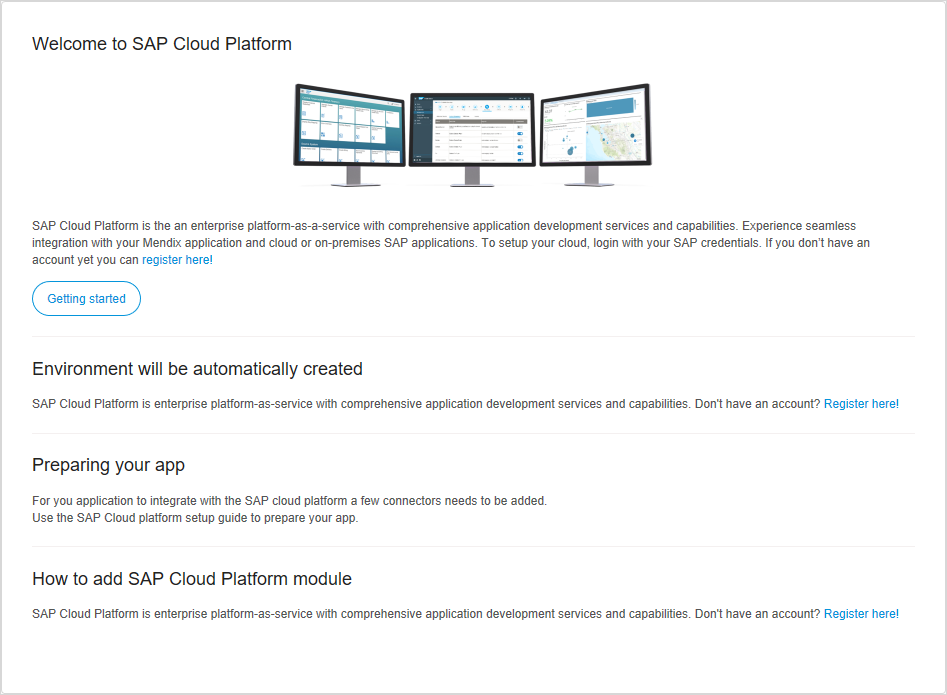 Welcome to SAP Cloud Platform
SAP Cloud Platform is the an enterprise platform-as-a-service with comprehensive application development services and capabilities. Experience seamless
integration with your Mendix application and cloud or on-premises SAP applications. To setup your cloud, login with your SAP credentials. If you don’t have an
account yet you can register here!
Getting started
Environment will be automatically created
SAP Cloud Platform is enterprise platform-as-service with comprehensive application development services and capabilities. Don't have an account? Register here!
Preparing your app
For you application to integrate with the SAP cloud platform a few connectors needs to be added.
Use the SAP Cloud platform setup guide to prepare your app.
How to add SAP Cloud Platform module
SAP Cloud Platform is enterprise platform-as-service with comprehensive application development services and capabilities. Don't have an account? Register here!